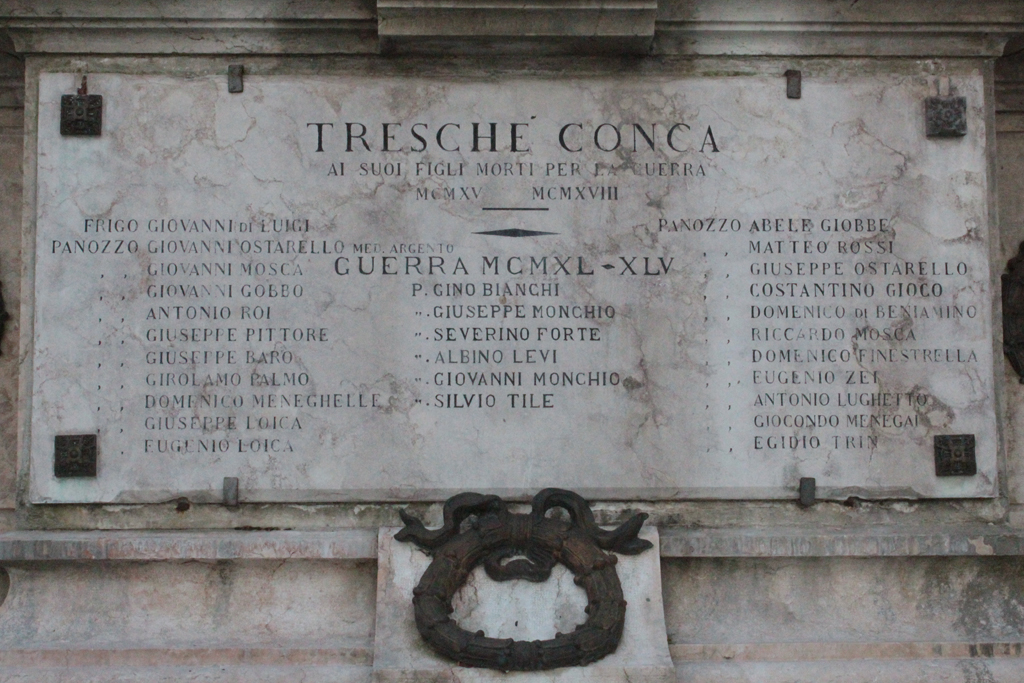 TRESCHÈ CONCA
AI SUOI FIGLI MORTI PER LA GUERRA
MCMXV MCMXVIII
FRIGO GIOVANNI DI LUIGI
PANOZZO GIOVANNI OSTARELLO MED. ARGENTO
, , GIOVANNI MOSCA
, , GIOVANNI GOBBO
, , ANTONIO ROI
, , GIUSEPPE PITTORE
, , GIUSEPPE BARO
, , GIROLAMO PALMO
, , DOMENICO MENEGHELLE
, , GIUSEPPE LOICA
, , EUGENIO LOICA
GUERRA MCMXL-XLV
P. GINO BIANCHI
". GIUSEPPE MONCHIO
". SEVERINO FORTE
". ALBINO LEVI
". GIOVANNI MONCHIO
". SILVIO TILE
PANOZZO ABELE GIOBBE
, , MATTEO ROSSI
, , GIUSEPPE OSTARELLO
, , COSTANTINO GIOCO
, , DOMENICO DI BENIAMINO
, , RICCARDO MOSCA
, , DOMENICO FINESTRELLA
, , EUGENIO ZEI
, , ANTONIO LUGHETTO
, , GIOCONDO MENEGAI
, , EGIDIO TRIN